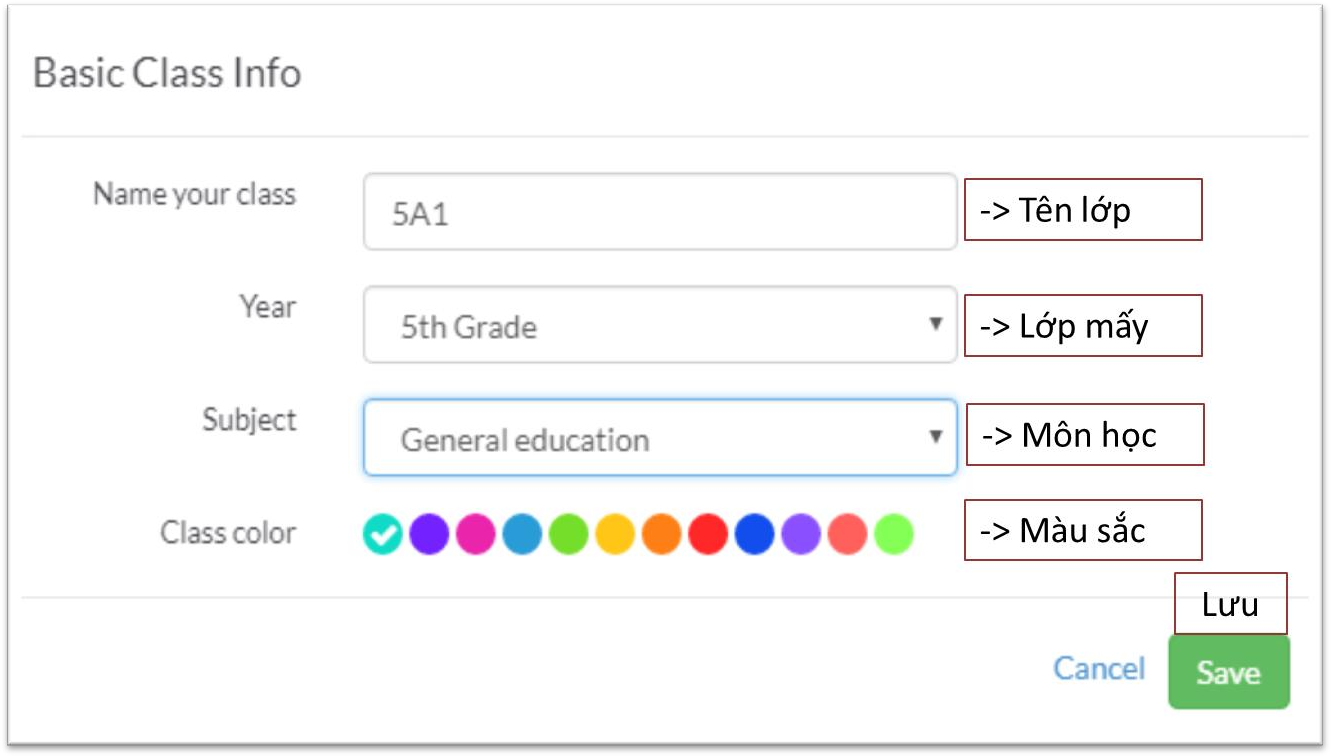 Basic Class Info
Name your class 5A1 -> Tên lớp
Year 5th Grade -> Lớp mấy
Subject General education -> Môn học
Class color -> Màu sắc
Lưu
Cancel Save